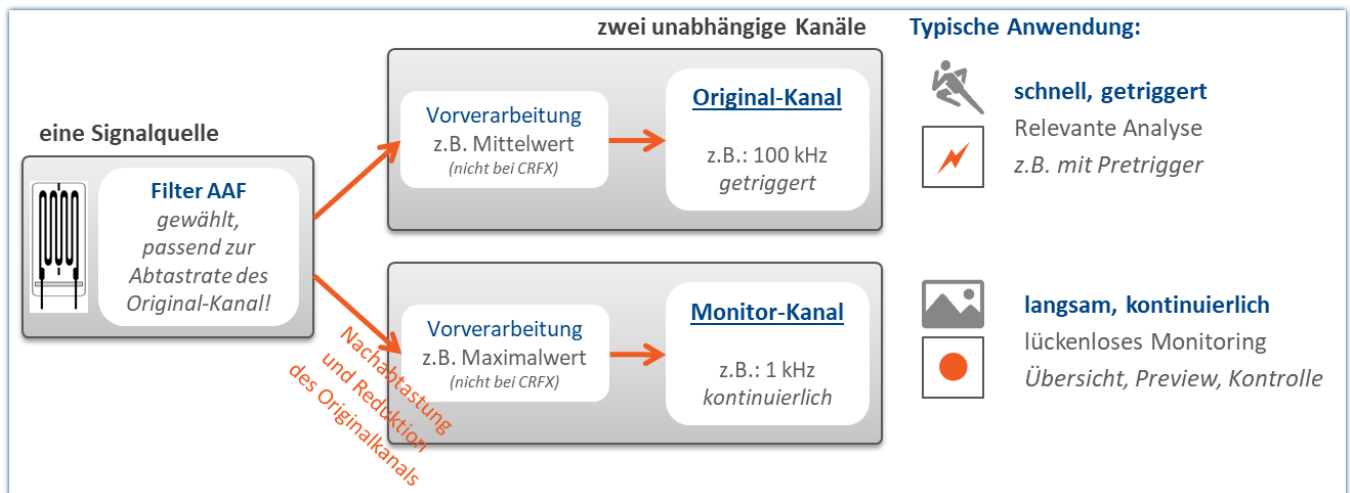 zwei unabhängige Kanäle
Typische Anwendung:
eine Signalquelle
Filter AAF
gewählt,
passend zur
Abtastrate des
Original-Kanal!
Vorverarbeitung
z.B. Mittelwert
(nicht bei CRFX)
Original-Kanal
z.B.: 100 kHz
getriggert
schnell, getriggert
Relevante Analyse
z.B. mit Pretrigger
Nachabtastung
und Reduktion
des Originalkanals
Vorverarbeitung
z.B. Maximalwert
(nicht bei CRFX)
Monitor-Kanal
z.B.: 1 kHz
kontinuierlich
langsam, kontinuierlich
lückenloses Monitoring
Übersicht, Preview, Kontrolle